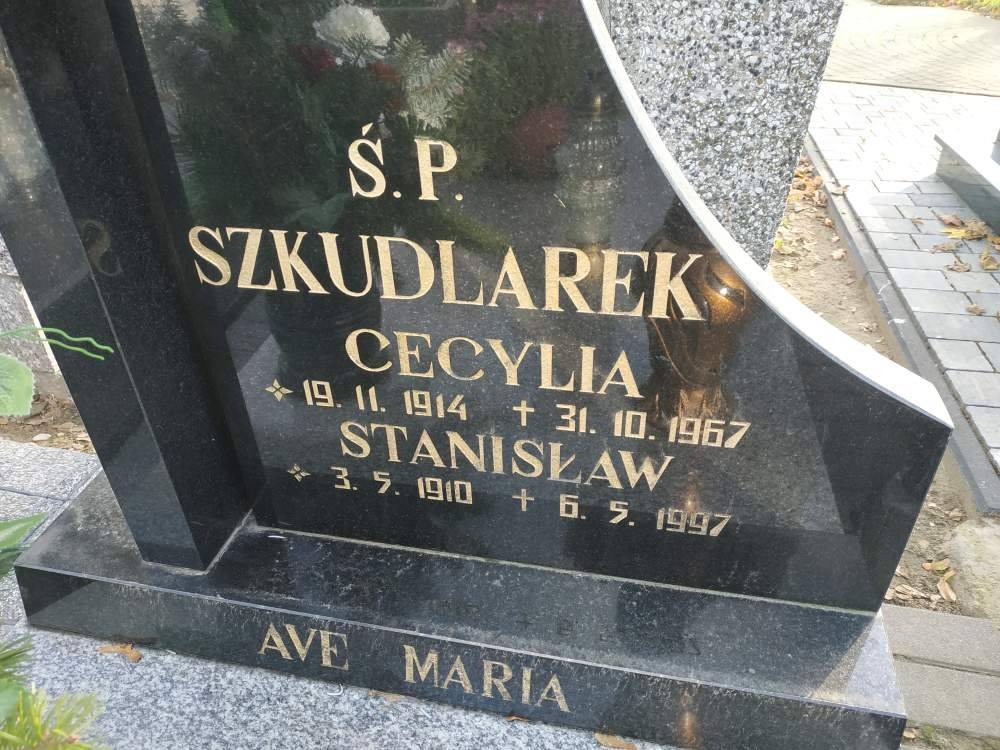 Ś. P.
SZKUDLAREK
CECYLIA
19. 11. 1914 + 31. 10. 1967
STANISŁAW
3. 5. 1910 + 6. 5. 1997
AVE MARIA